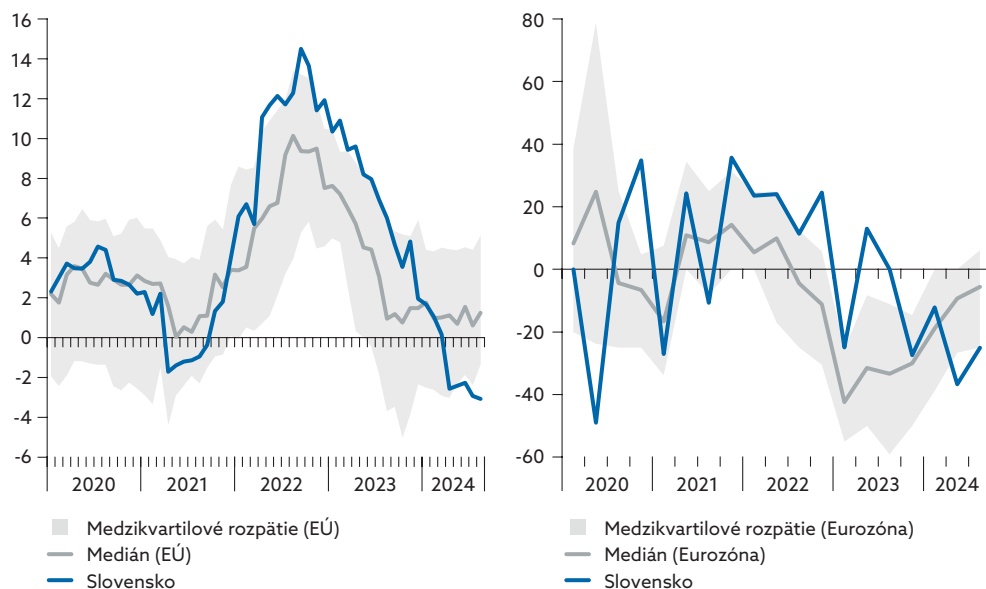 16
14
12
10
8
6
4
2
0
-2
-4
-6
2020 2021 2022 2023 2024
Medzikvartilové rozpätie (EÚ)
Medián (EÚ)
Slovensko
80
60
40
20
0
-20
-40
-60
2020 2021 2022 2023 2024
Medzikvartilové rozpätie (Eurozóna)
Medián (Eurozóna)
Slovensko